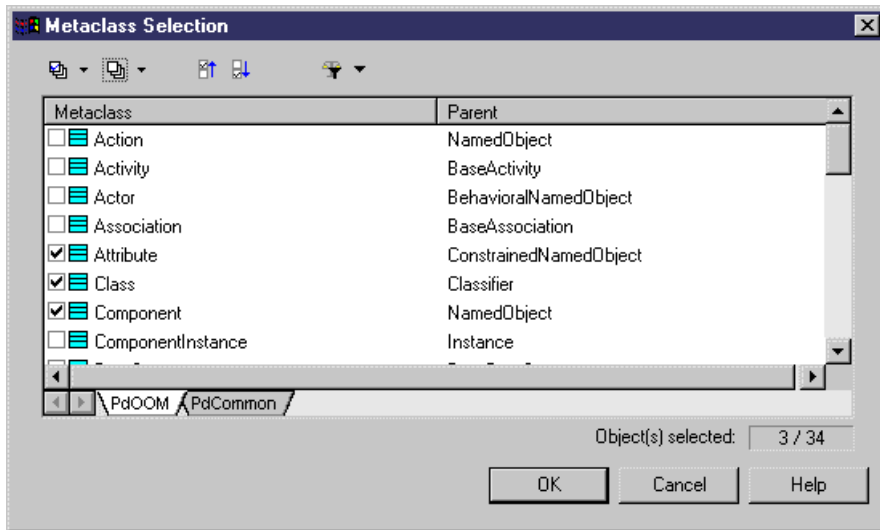 Metaclass Selection
Metaclass Parent
Action NamedObject
Activity BaseActivity
Actor BehavioralNamedObject
Association BaseAssociation
Attribute ConstrainedNamedObject
Class Classifier
Component NamedObject
ComponentInstance Instance
PdOOM PdCommon
Object(s) selected: 3 / 34
OK Cancel Help